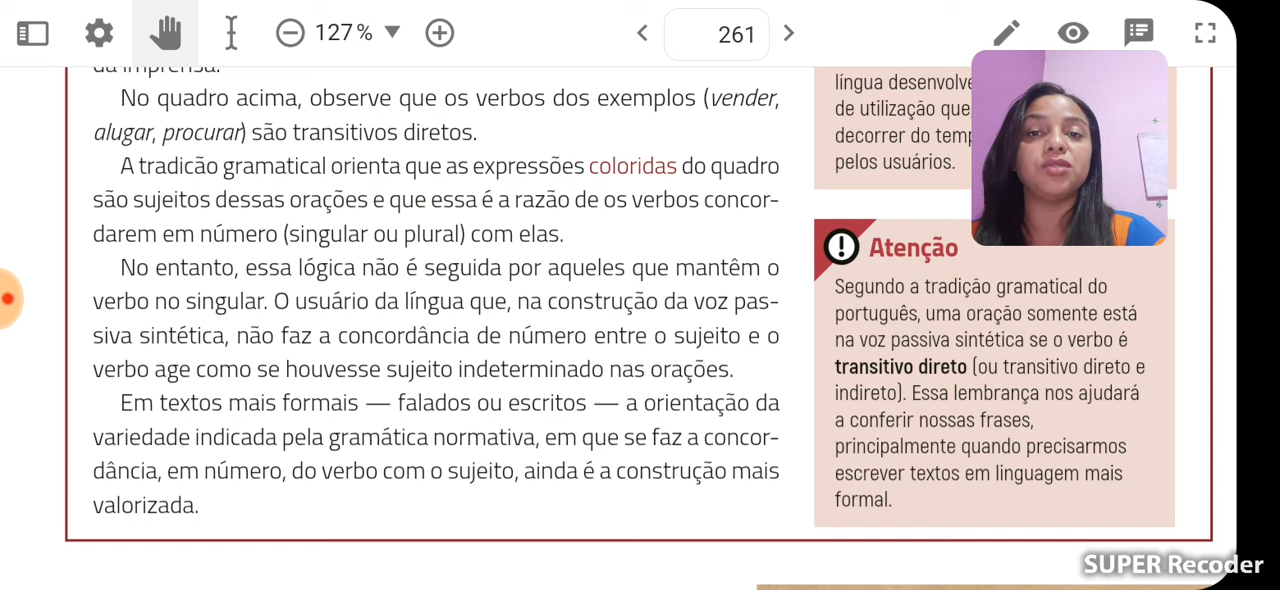 127%
261
da imprensa.
No quadro acima, observe que os verbos dos exemplos (vender,
alugar, procurar) são transitivos diretos.
A tradicão gramatical orienta que as expressões coloridas do quadro
são sujeitos dessas orações e que essa é a razão de os verbos concor-
darem em número (singular ou plural) com elas.
No entanto, essa lógica não é seguida por aqueles que mantêm o
verbo no singular. O usuário da língua que, na construção da voz pas-
siva sintética, não faz a concordância de número entre o sujeito e o
verbo age como se houvesse sujeito indeterminado nas orações.
Em textos mais formais — falados ou escritos — a orientação da
variedade indicada pela gramática normativa, em que se faz a concor-
dância, em número, do verbo com o sujeito, ainda é a construção mais
valorizada.
língua desenvolve
de utilização que
decorrer do temp
pelos usuários.
Atenção
Segundo a tradição gramatical do
português, uma oração somente está
na voz passiva sintética se o verbo é
transitivo direto (ou transitivo direto e
indireto). Essa lembrança nos ajudará
a conferir nossas frases,
principalmente quando precisarmos
escrever textos em linguagem mais
formal.
SUPER Recoder